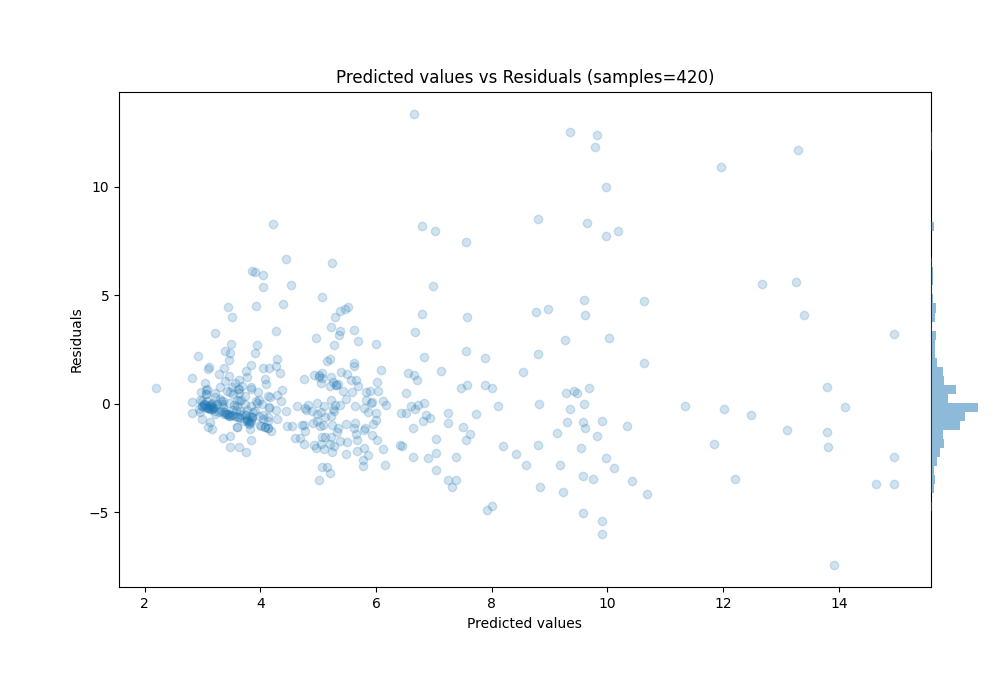 Predicted values vs Residuals (samples=420)
10
5
0
−5
Residuals
2 4 6 8 10 12 14
Predicted values